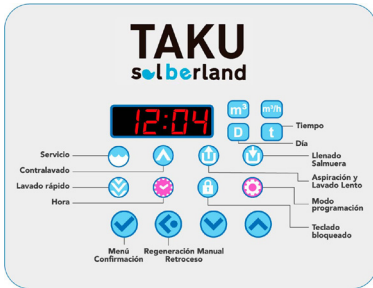 TAKU
solberland
12:04
m³
m³/h
D
t
Tiempo
Día
Servicio
Contralavado
Lavado rápido
Hora
Llenado
Salmuera
Aspiración y
Lavado Lento
Modo
programación
Teclado
bloqueado
Menú
Confirmación
Regeneración Manual
Retroceso